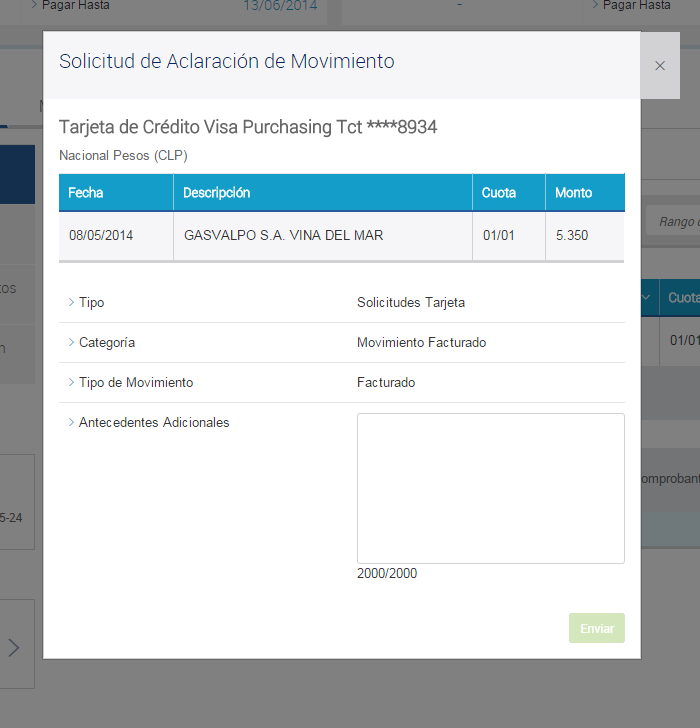 Pagar Hasta 13/06/2014 - Pagar Hasta
Solicitud de Aclaración de Movimiento ×
Tarjeta de Crédito Visa Purchasing Tct ****8934
Nacional Pesos (CLP)
Fecha Descripción Cuota Monto
08/05/2014 GASVALPO S.A. VINA DEL MAR 01/01 5.350
Rango
Cuota
01/01
Tipo Solicitudes Tarjeta
Categoría Movimiento Facturado
Tipo de Movimiento Facturado
Antecedentes Adicionales
5-24
2000/2000
Enviar